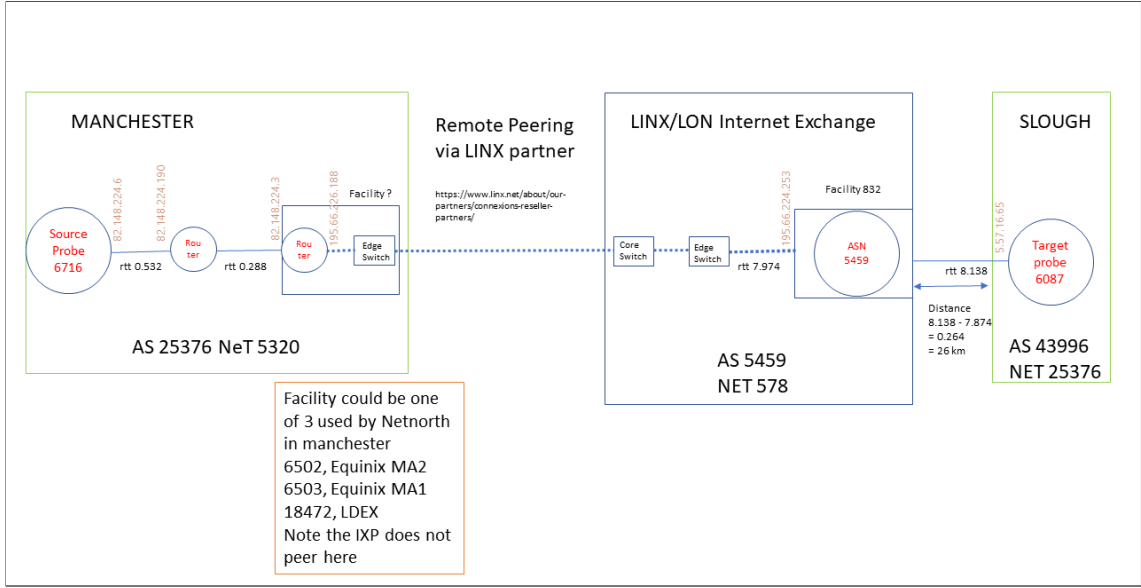 MANCHESTER
Source
Probe
6716
82.148.224.6
82.148.224.190
Rou
ter
82.148.224.3
Rou
ter
195.66.226.188
Facility ?
Edge
Switch
rtt 0.532
rtt 0.288
AS 25376 NeT 5320
Remote Peering
via LINX partner
https://www.linx.net/about/our-
partners/connexions-reseller-
partners/
LINX/LON Internet Exchange
Core
Switch
Edge
Switch
rtt 7.974
195.66.224.253
Facility 832
ASN
5459
AS 5459
NET 578
SLOUGH
5.57.16.65
Target
probe
6087
rtt 8.138
Distance
8.138 - 7.874
= 0.264
= 26 km
AS 43996
NET 25376
Facility could be one
of 3 used by Netnorth
in manchester
6502, Equinix MA2
6503, Equinix MA1
18472, LDEX
Note the IXP does not
peer here